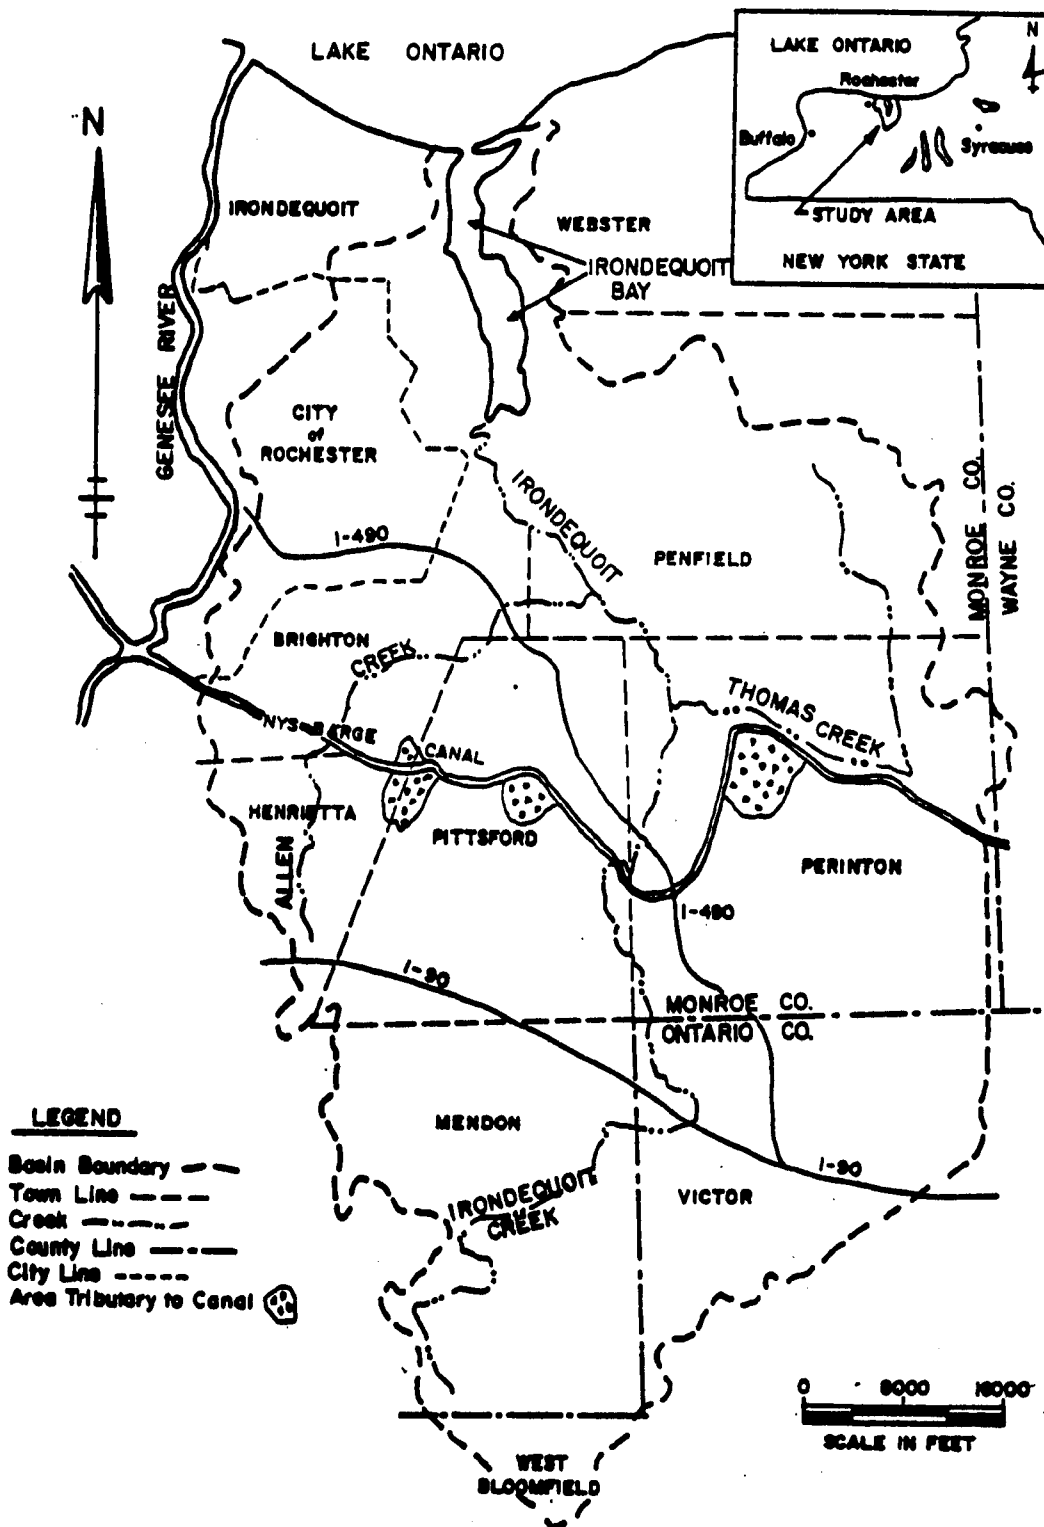 LAKE ONTARIO
N
LAKE ONTARIO
N
Rochester
Buffalo
Syracuse
STUDY AREA
NEW YORK STATE
IRONDEQUOIT
WEBSTER
IRONDEQUOIT
BAY
GENESEE RIVER
CITY
of
ROCHESTER
IRONDEQUOIT
I-490
PENFIELD
MONROE CO.
WAYNE CO.
BRIGHTON
CREEK
THOMAS
CREEK
NYS BARGE
CANAL
HENRIETTA
ALLEN
PITTSFORD
PERINTON
I-490
I-90
MONROE CO.
ONTARIO CO.
MENDON
I-90
VICTOR
IRONDEQUOIT
CREEK
LEGEND
Basin Boundary
Town Line
Creek
County Line
City Line
Area Tributary to Canal
0 8000 16000
SCALE IN FEET
WEST
BLOOMFIELD